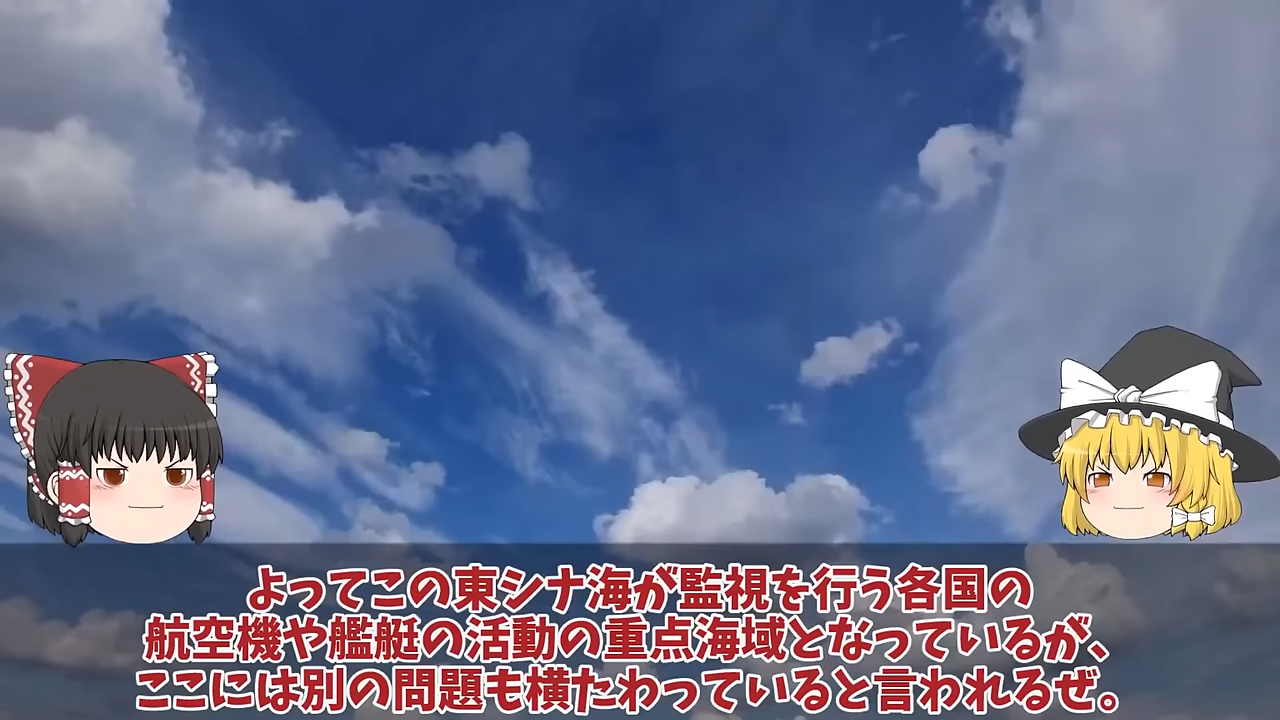 よってこの東シナ海が監視を行う各国の
航空機や艦艇の活動の重点海域となっているが、
ここには別の問題も横たわっていると言われるぜ。